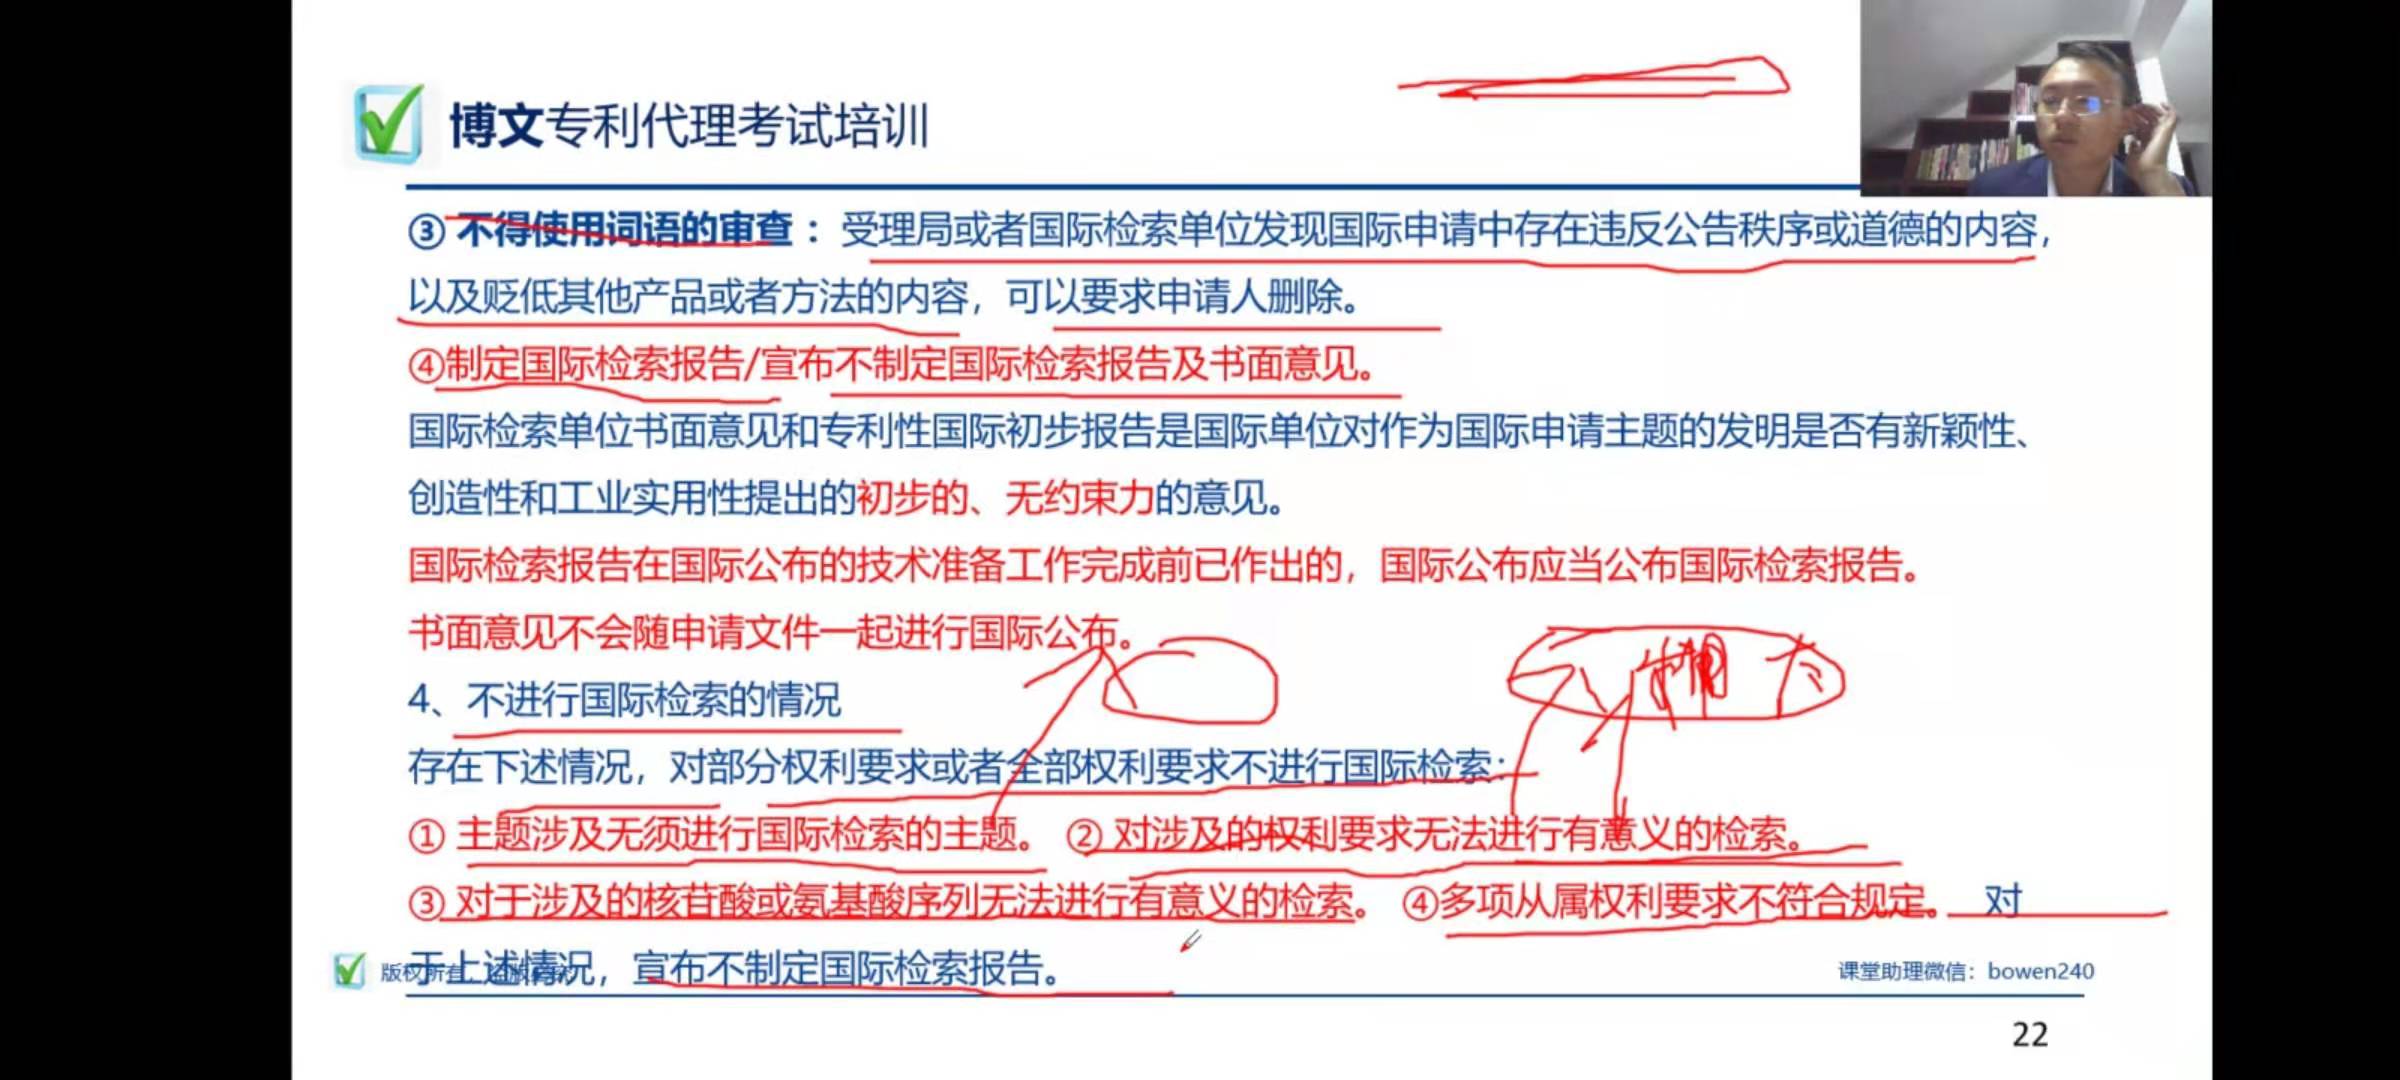 博文专利代理考试培训
③ 不得使用词语的审查：受理局或者国际检索单位发现国际申请中存在违反公告秩序或道德的内容，
以及贬低其他产品或者方法的内容，可以要求申请人删除。
④制定国际检索报告/宣布不制定国际检索报告及书面意见。
国际检索单位书面意见和专利性国际初步报告是国际单位对作为国际申请主题的发明是否有新颖性、
创造性和工业实用性提出的初步的、无约束力的意见。
国际检索报告在国际公布的技术准备工作完成前已作出的，国际公布应当公布国际检索报告。
书面意见不会随申请文件一起进行国际公布。
4、不进行国际检索的情况
存在下述情况，对部分权利要求或者全部权利要求不进行国际检索：
① 主题涉及无须进行国际检索的主题。 ② 对涉及的权利要求无法进行有意义的检索。
③ 对于涉及的核苷酸或氨基酸序列无法进行有意义的检索。 ④多项从属权利要求不符合规定。 对
于上述情况，宣布不制定国际检索报告。
版权所有，
课堂助理微信：bowen240
22